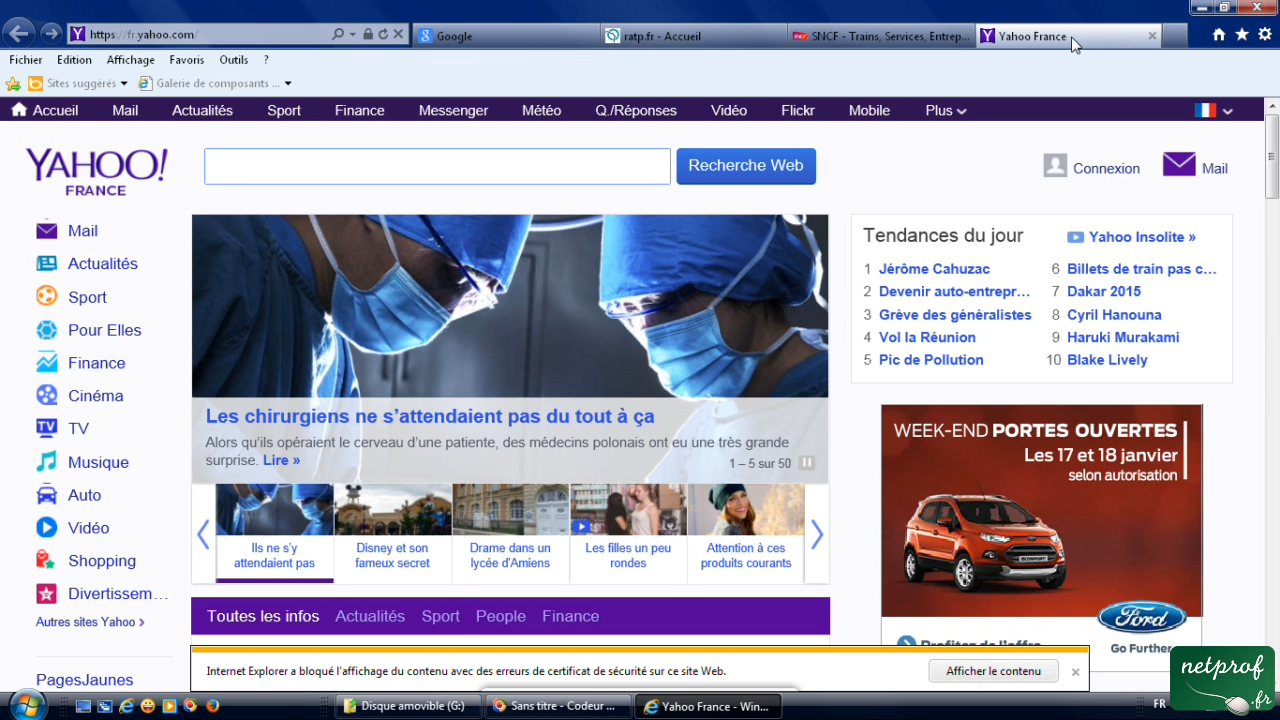 https://fr.yahoo.com/
Google
ratp.fr - Accueil
SNCF - Trains, Services, Entrep...
Yahoo France
Fichier Edition Affichage Favoris Outils ?
Sites suggérés
Galerie de composants ...
Accueil Mail Actualités Sport Finance Messenger Météo Q./Réponses Vidéo Flickr Mobile Plus
YAHOO!
FRANCE
Recherche Web
Connexion
Mail
Mail
Actualités
Sport
Pour Elles
Finance
Cinéma
TV
Musique
Auto
Vidéo
Shopping
Divertissem...
Autres sites Yahoo
PagesJaunes
Les chirurgiens ne s'attendaient pas du tout à ça
Alors qu'ils opéraient le cerveau d'une patiente, des médecins polonais ont eu une très grande
surprise. Lire »
1 – 5 sur 50
Ils ne s'y
attendaient pas
Disney et son
fameux secret
Drame dans un
lycée d'Amiens
Les filles un peu
rondes
Attention à ces
produits courants
Toutes les infos Actualités Sport People Finance
Tendances du jour
Yahoo Insolite »
1 Jérôme Cahuzac
2 Devenir auto-entrepr...
3 Grève des généralistes
4 Vol la Réunion
5 Pic de Pollution
6 Billets de train pas c...
7 Dakar 2015
8 Cyril Hanouna
9 Haruki Murakami
10 Blake Lively
WEEK-END PORTES OUVERTES
Les 17 et 18 janvier
selon autorisation
Ford
Go Further
Profitez de l'offre
Internet Explorer a bloqué l'affichage du contenu avec des erreurs de certificat de sécurité sur ce site Web.
Afficher le contenu
Disque amovible (G:)
Sans titre - Codeur ...
Yahoo France - Win...
FR
netprof
.fr